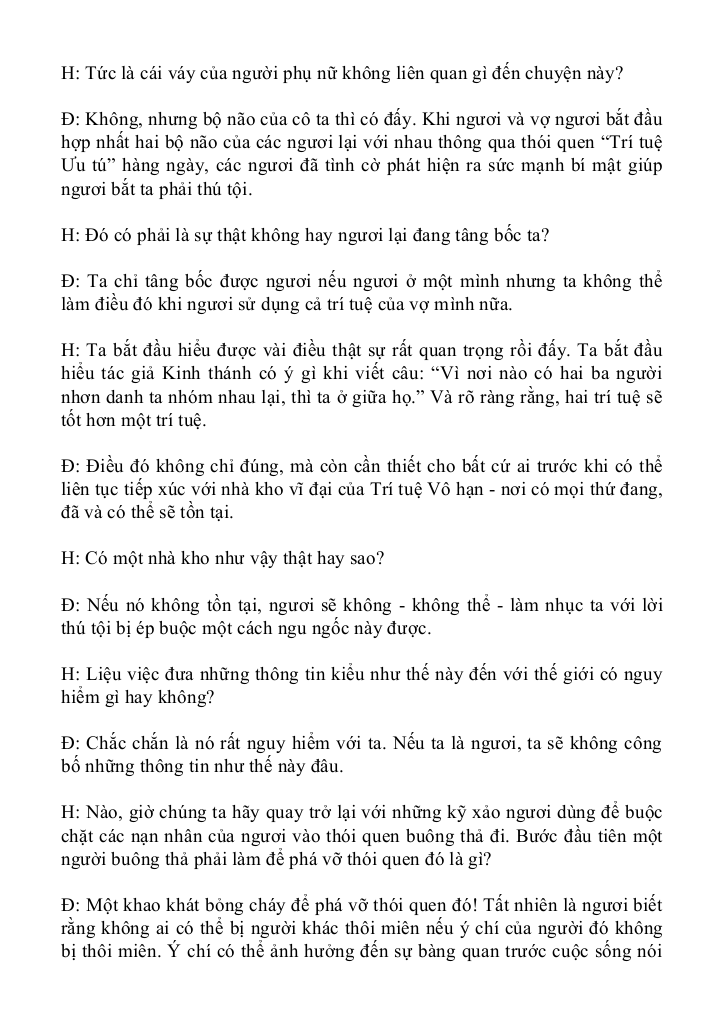 H: Tức là cái váy của người phụ nữ không liên quan gì đến chuyện này?
Đ: Không, nhưng bộ não của cô ta thì có đấy. Khi ngươi và vợ ngươi bắt đầu
hợp nhất hai bộ não của các ngươi lại với nhau thông qua thói quen “Trí tuệ
Ưu tú” hàng ngày, các ngươi đã tình cờ phát hiện ra sức mạnh bí mật giúp
ngươi bắt ta phải thú tội.
H: Đó có phải là sự thật không hay ngươi lại đang tâng bốc ta?
Đ: Ta chỉ tâng bốc được ngươi nếu ngươi ở một mình nhưng ta không thể
làm điều đó khi ngươi sử dụng cả trí tuệ của vợ mình nữa.
H: Ta bắt đầu hiểu được vài điều thật sự rất quan trọng rồi đấy. Ta bắt đầu
hiểu tác giả Kinh thánh có ý gì khi viết câu: “Vì nơi nào có hai ba người
nhơn danh ta nhóm nhau lại, thì ta ở giữa họ.” Và rõ ràng rằng, hai trí tuệ sẽ
tốt hơn một trí tuệ.
Đ: Điều đó không chỉ đúng, mà còn cần thiết cho bất cứ ai trước khi có thể
liên tục tiếp xúc với nhà kho vĩ đại của Trí tuệ Vô hạn - nơi có mọi thứ đang,
đã và có thể sẽ tồn tại.
H: Có một nhà kho như vậy thật hay sao?
Đ: Nếu nó không tồn tại, ngươi sẽ không - không thể - làm nhục ta với lời
thú tội bị ép buộc một cách ngu ngốc này được.
H: Liệu việc đưa những thông tin kiểu như thế này đến với thế giới có nguy
hiểm gì hay không?
Đ: Chắc chắn là nó rất nguy hiểm với ta. Nếu ta là ngươi, ta sẽ không công
bố những thông tin như thế này đâu.
H: Nào, giờ chúng ta hãy quay trở lại với những kỹ xảo ngươi dùng để buộc
chặt các nạn nhân của ngươi vào thói quen buông thả đi. Bước đầu tiên một
người buông thả phải làm để phá vỡ thói quen đó là gì?
Đ: Một khao khát bỏng cháy để phá vỡ thói quen đó! Tất nhiên là ngươi biết
rằng không ai có thể bị người khác thôi miên nếu ý chí của người đó không
bị thôi miên. Ý chí có thể ảnh hưởng đến sự bàng quan trước cuộc sống nói